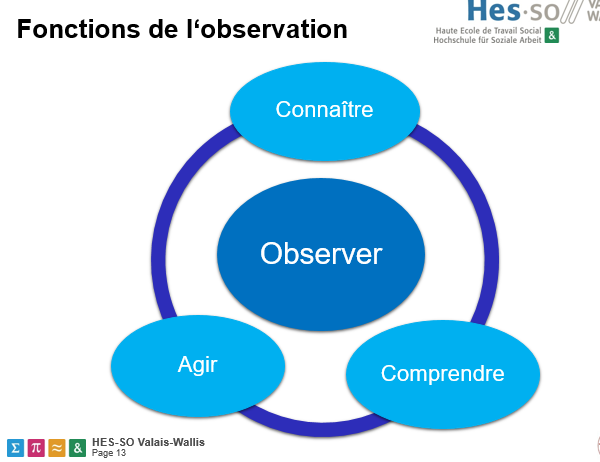 Fonctions de l‘observation
Hes·so
Haute Ecole de Travail Social
Hochschule für Soziale Arbeit &
Connaître
Observer
Agir
Comprendre
Σ π ≈ & HES-SO Valais-Wallis
Page 13